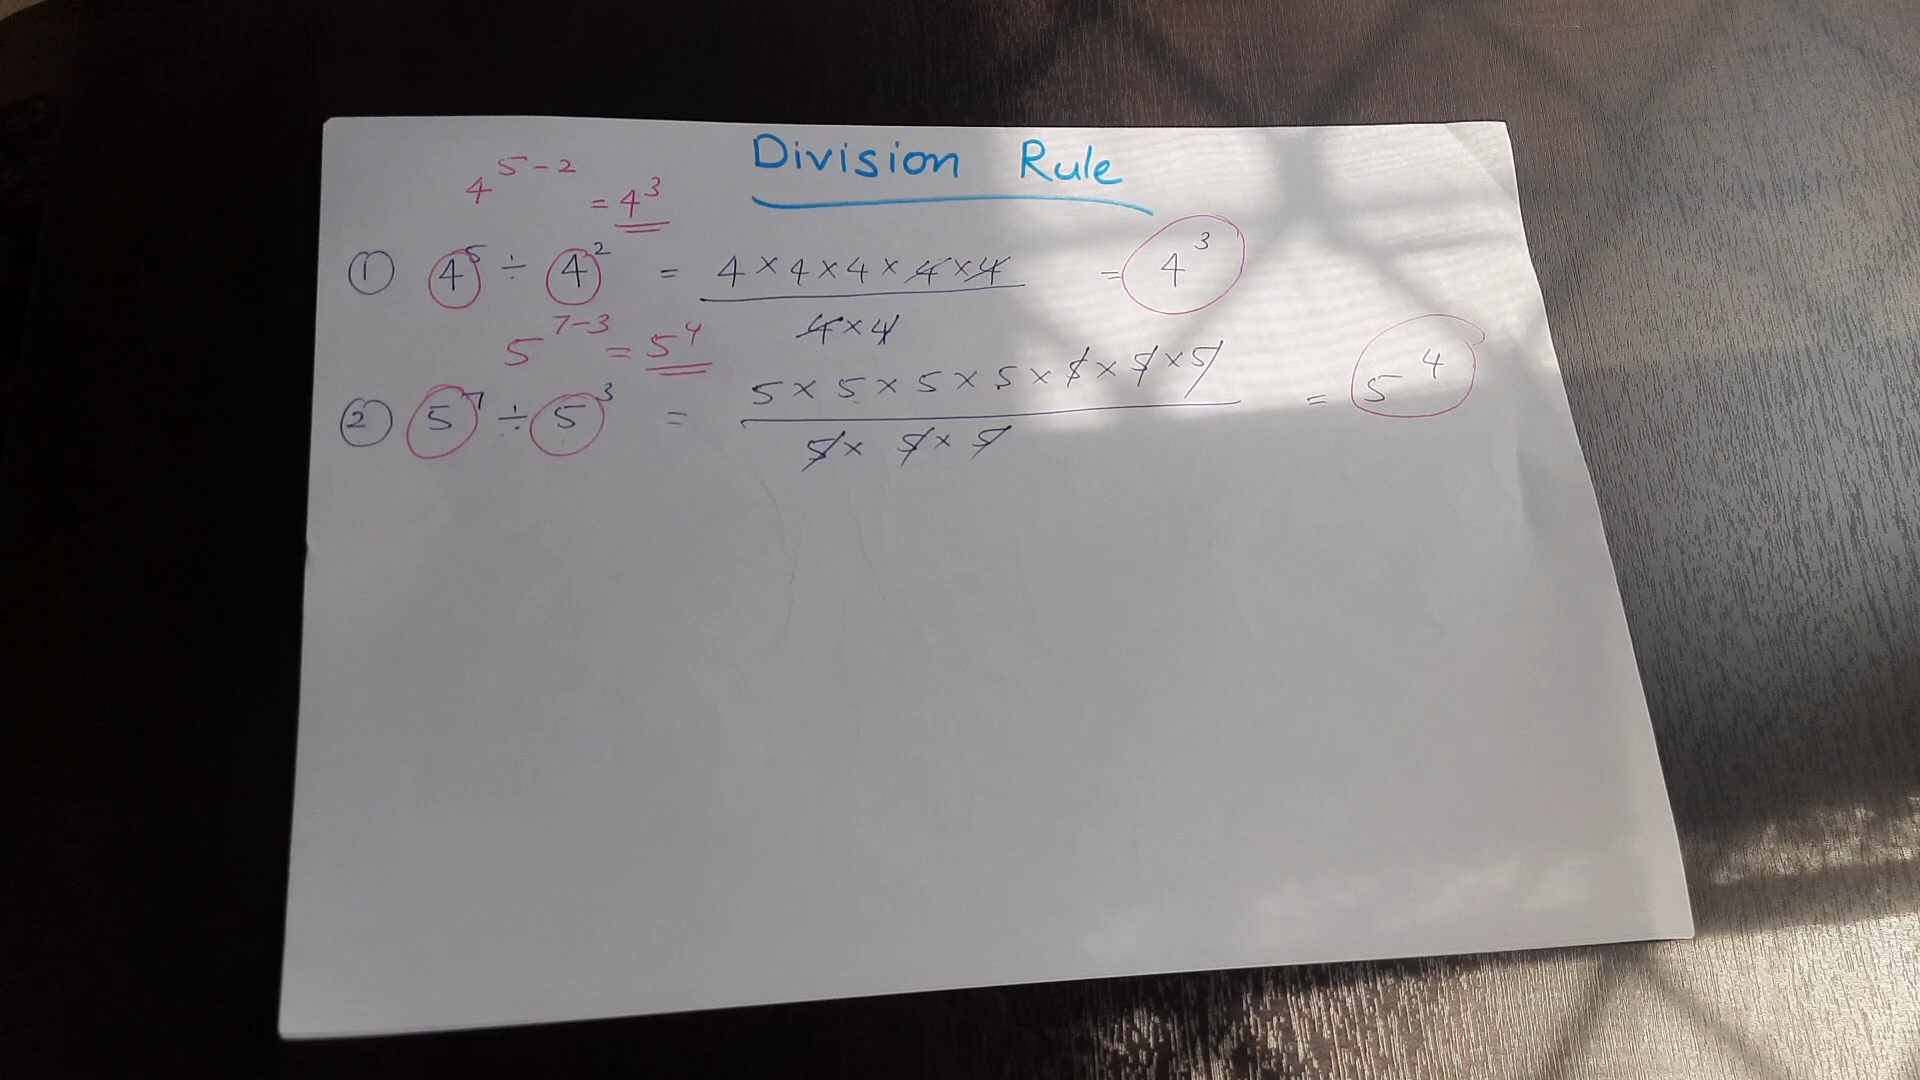 Division Rule
4^{5-2} = 4^3
① 4^5 ÷ 4^2 = \frac{4×4×4×4×4}{4×4} = 4^3
5^{7-3} = 5^4
② 5^7 ÷ 5^3 = \frac{5×5×5×5×5×5×5}{5×5×5} = 5^4